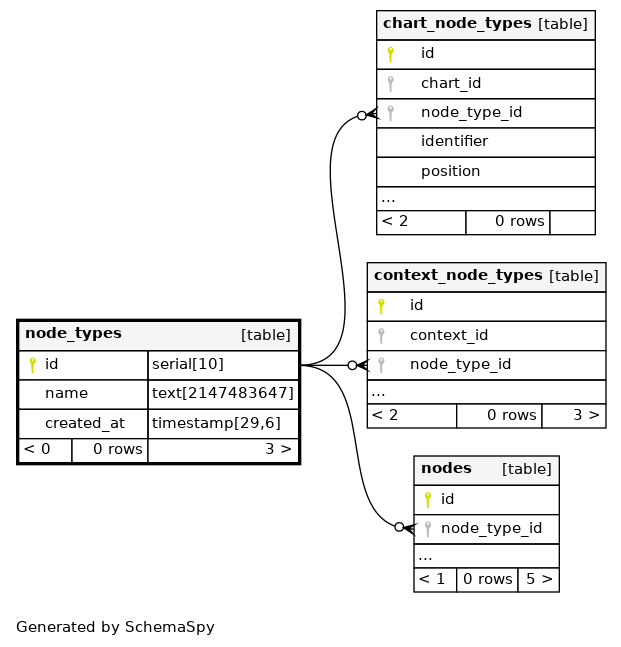 chart_node_types [table]
id
chart_id
node_type_id
identifier
position
...
< 2 0 rows
context_node_types [table]
id
context_id
node_type_id
...
< 2 0 rows 3 >
node_types [table]
id serial[10]
name text[2147483647]
created_at timestamp[29,6]
< 0 0 rows 3 >
nodes [table]
id
node_type_id
...
< 1 0 rows 5 >
Generated by SchemaSpy